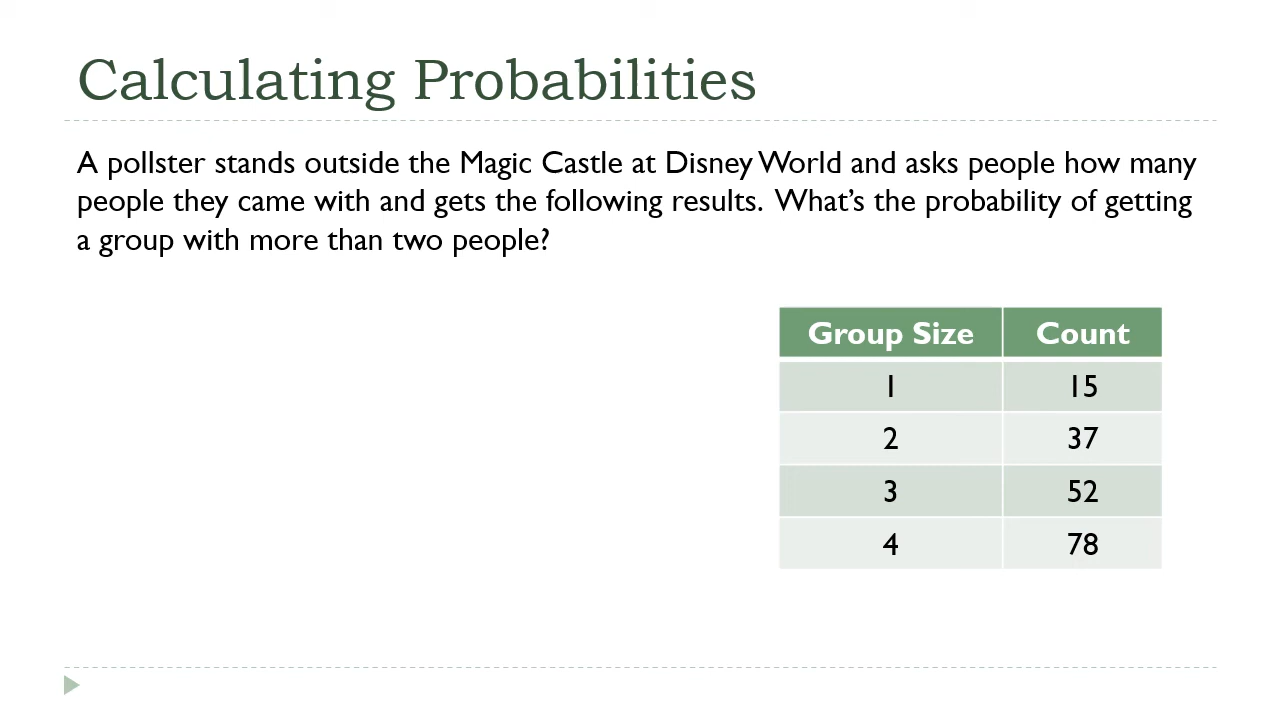 Calculating Probabilities
A pollster stands outside the Magic Castle at Disney World and asks people how many
people they came with and gets the following results.  What’s the probability of getting
a group with more than two people?
Group Size Count
1 15
2 37
3 52
4 78